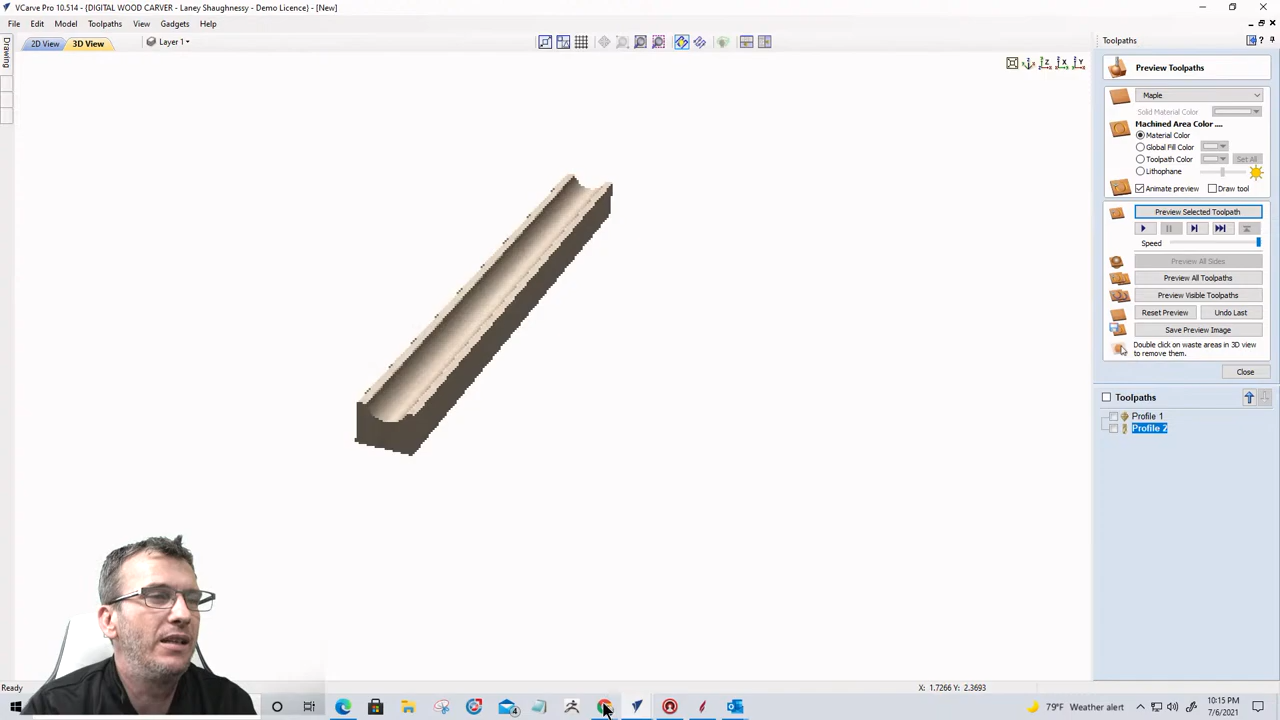 VCarve Pro 10.514 - (DIGITAL WOOD CARVER - Laney Shaughnessy - Demo Licence) - [New]
File Edit Model Toolpaths View Gadgets Help
2D View 3D View Layer 1
Drawing
Toolpaths
Preview Toolpaths
Maple
Solid Material Color
Machined Area Color ....
Material Color
Global Fill Color
Toolpath Color Set All
Lithophane
Animate preview Draw tool
Preview Selected Toolpath
Speed
Preview All Sides
Preview All Toolpaths
Preview Visible Toolpaths
Reset Preview Undo Last
Save Preview Image
Double click on waste areas in 3D view
to remove them.
Close
Toolpaths
Profile 1
Profile 2
Ready
X: 1.7266 Y: 2.3693
4
79°F Weather alert
10:15 PM
7/6/2021